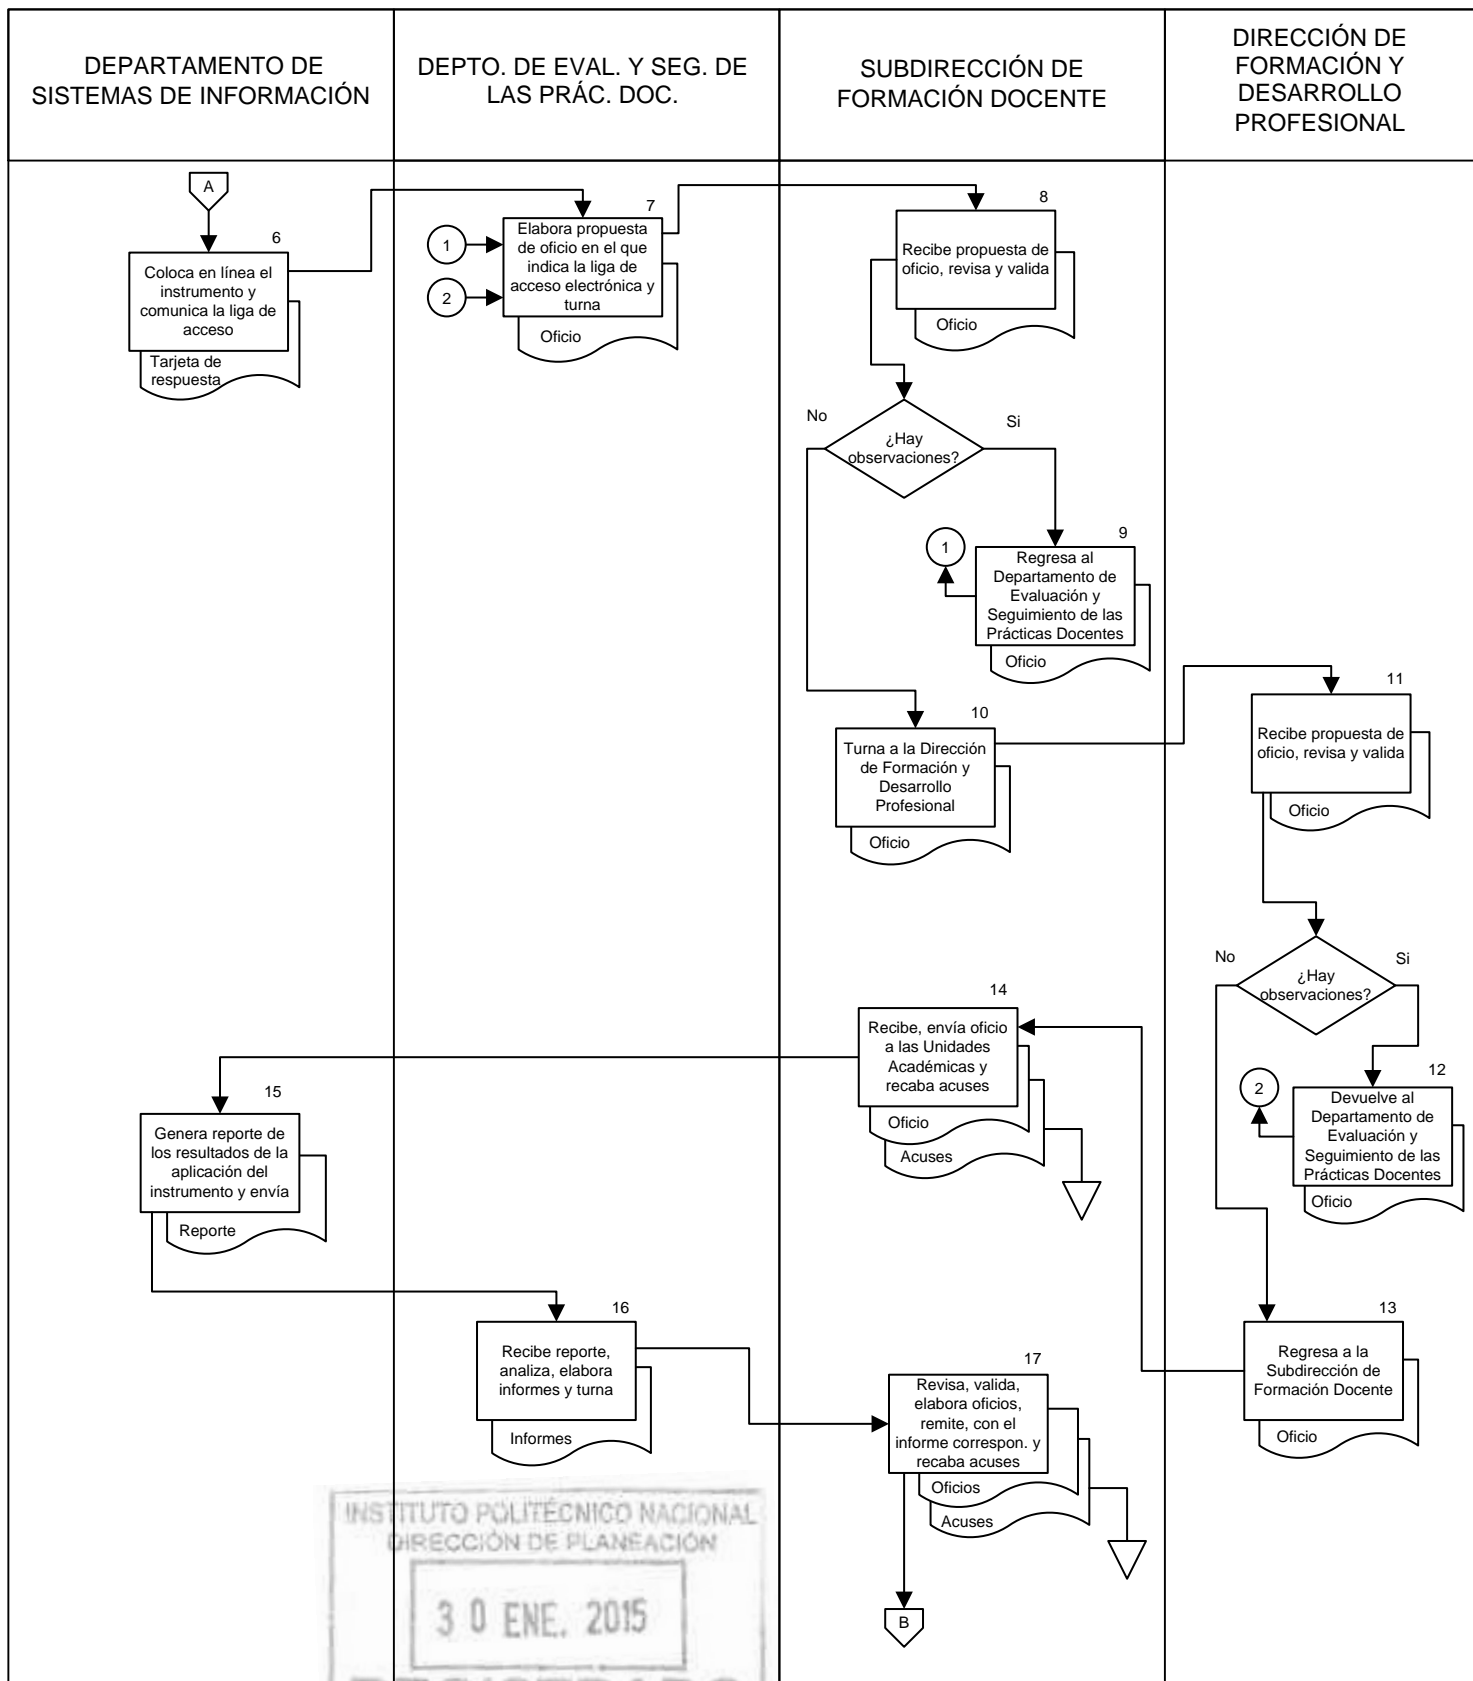 DEPARTAMENTO DE
SISTEMAS DE INFORMACIÓN
DEPTO. DE EVAL. Y SEG. DE
LAS PRÁC. DOC.
SUBDIRECCIÓN DE
FORMACIÓN DOCENTE
DIRECCIÓN DE
FORMACIÓN Y
DESARROLLO
PROFESIONAL
A
6
Coloca en línea el
instrumento y
comunica la liga de
acceso
Tarjeta de
respuesta
7
1
2
Elabora propuesta
de oficio en el que
indica la liga de
acceso electrónica y
turna
Oficio
8
Recibe propuesta de
oficio, revisa y valida
Oficio
No
¿Hay
observaciones?
Si
9
1
Regresa al
Departamento de
Evaluación y
Seguimiento de las
Prácticas Docentes
Oficio
10
Turna a la Dirección
de Formación y
Desarrollo
Profesional
Oficio
11
Recibe propuesta de
oficio, revisa y valida
Oficio
No
¿Hay
observaciones?
Si
12
2
Devuelve al
Departamento de
Evaluación y
Seguimiento de las
Prácticas Docentes
Oficio
13
Regresa a la
Subdirección de
Formación Docente
Oficio
14
Recibe, envía oficio
a las Unidades
Académicas y
recaba acuses
Oficio
Acuses
15
Genera reporte de
los resultados de la
aplicación del
instrumento y envía
Reporte
16
Recibe reporte,
analiza, elabora
informes y turna
Informes
17
Revisa, valida,
elabora oficios,
remite, con el
informe correspon. y
recaba acuses
Oficios
Acuses
B
INSTITUTO POLITÉCNICO NACIONAL
DIRECCIÓN DE PLANEACIÓN
30 ENE. 2015